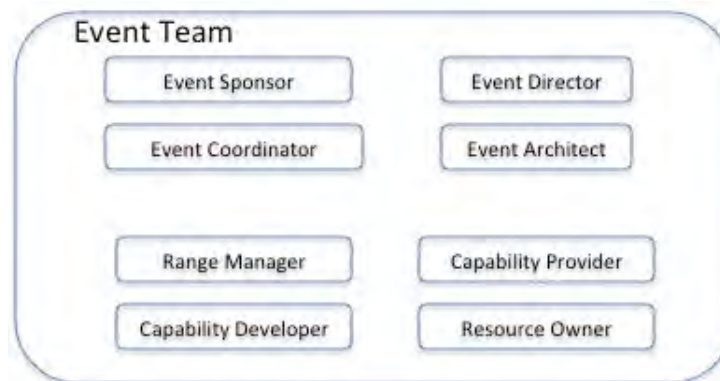 Event Team
Event Sponsor
Event Director
Event Coordinator
Event Architect
Range Manager
Capability Provider
Capability Developer
Resource Owner